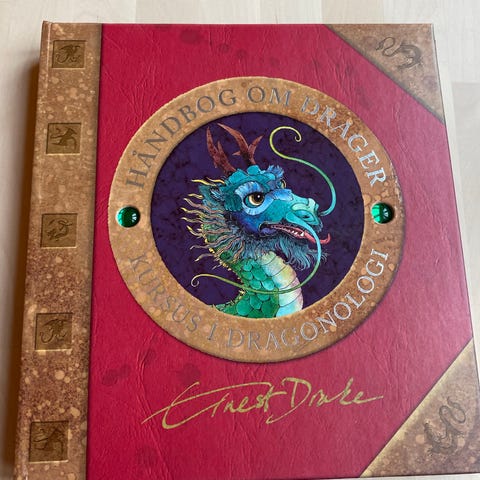 HÅNDBOG OM DRAGER
KURSUS I DRAGONOLOGI
Ernest Drake